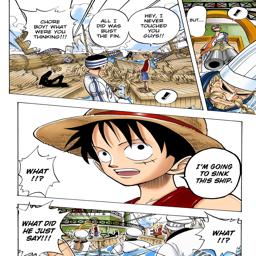 BUT...
HEY, I
NEVER
TOUCHED
YOU
GUYS!!
ALL I
DID WAS
BUST
THE FIN.
CHORE
BOY! WHAT
WERE YOU
THINKING!!!
I'M GOING
TO SINK
THIS SHIP.
WHAT
!!?
WHAT DID
HE JUST
SAY!!!
WHAT
!!?